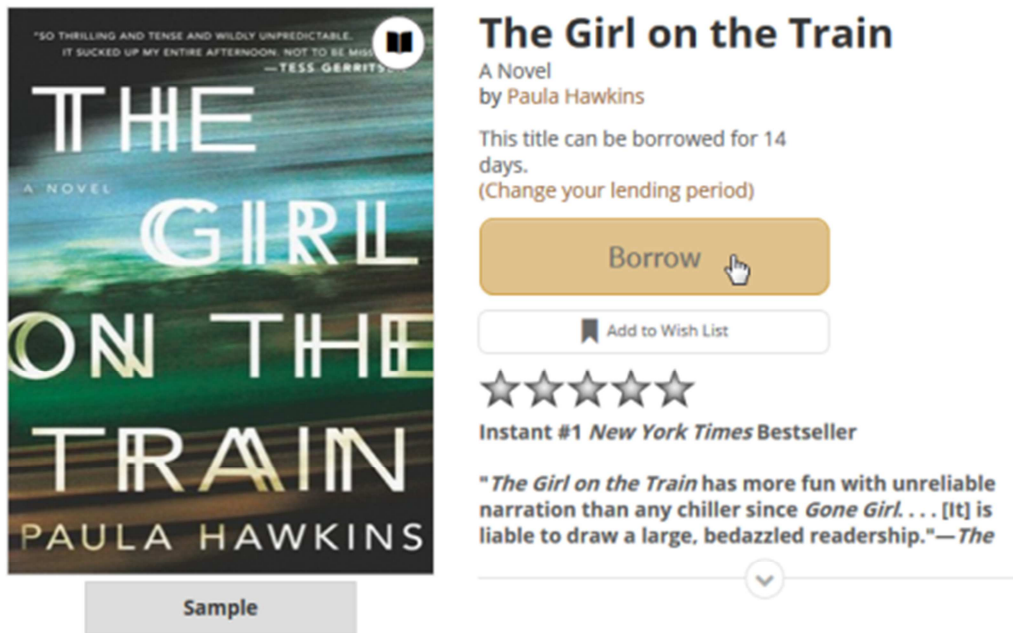 "SO THRILLING AND TENSE AND WILDLY UNPREDICTABLE,
IT SUCKED UP MY ENTIRE AFTERNOON. NOT TO BE MISS
—TESS GERRITS
THE
A NOVEL
GIRL
ON THE
TRAIN
PAULA HAWKINS
Sample
The Girl on the Train
A Novel
by Paula Hawkins
This title can be borrowed for 14
days.
(Change your lending period)
Borrow
Add to Wish List
Instant #1 New York Times Bestseller
"The Girl on the Train has more fun with unreliable
narration than any chiller since Gone Girl. . . . [It] is
liable to draw a large, bedazzled readership."—The